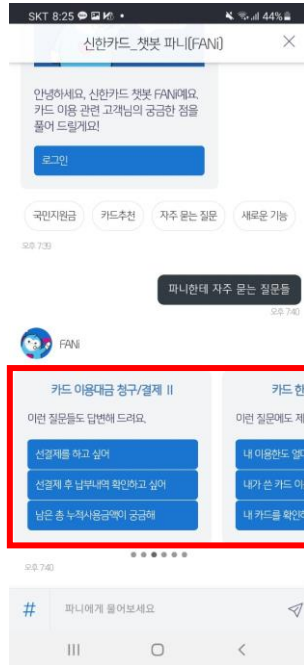 SKT 8:25
44%
신한카드_챗봇 파니(FANi)
안녕하세요, 신한카드 챗봇 FANi예요.
카드 이용 관련 고객님의 궁금한 점을
풀어 드릴게요!
로그인
국민지원금 카드추천 자주 묻는 질문 새로운 기능
오후 7:39
파니한테 자주 묻는 질문들
오후 7:40
FANi
카드 이용대금 청구/결제 II
이런 질문들도 답변해 드려요.
선결제를 하고 싶어
선결제 후 납부내역 확인하고 싶어
남은 총 누적사용금액이 궁금해
카드 한
이런 질문에도 제
내 이용한도 얼마
내가 쓴 카드 이
내 카드를 확인하
오후 7:40
# 파니에게 물어보세요